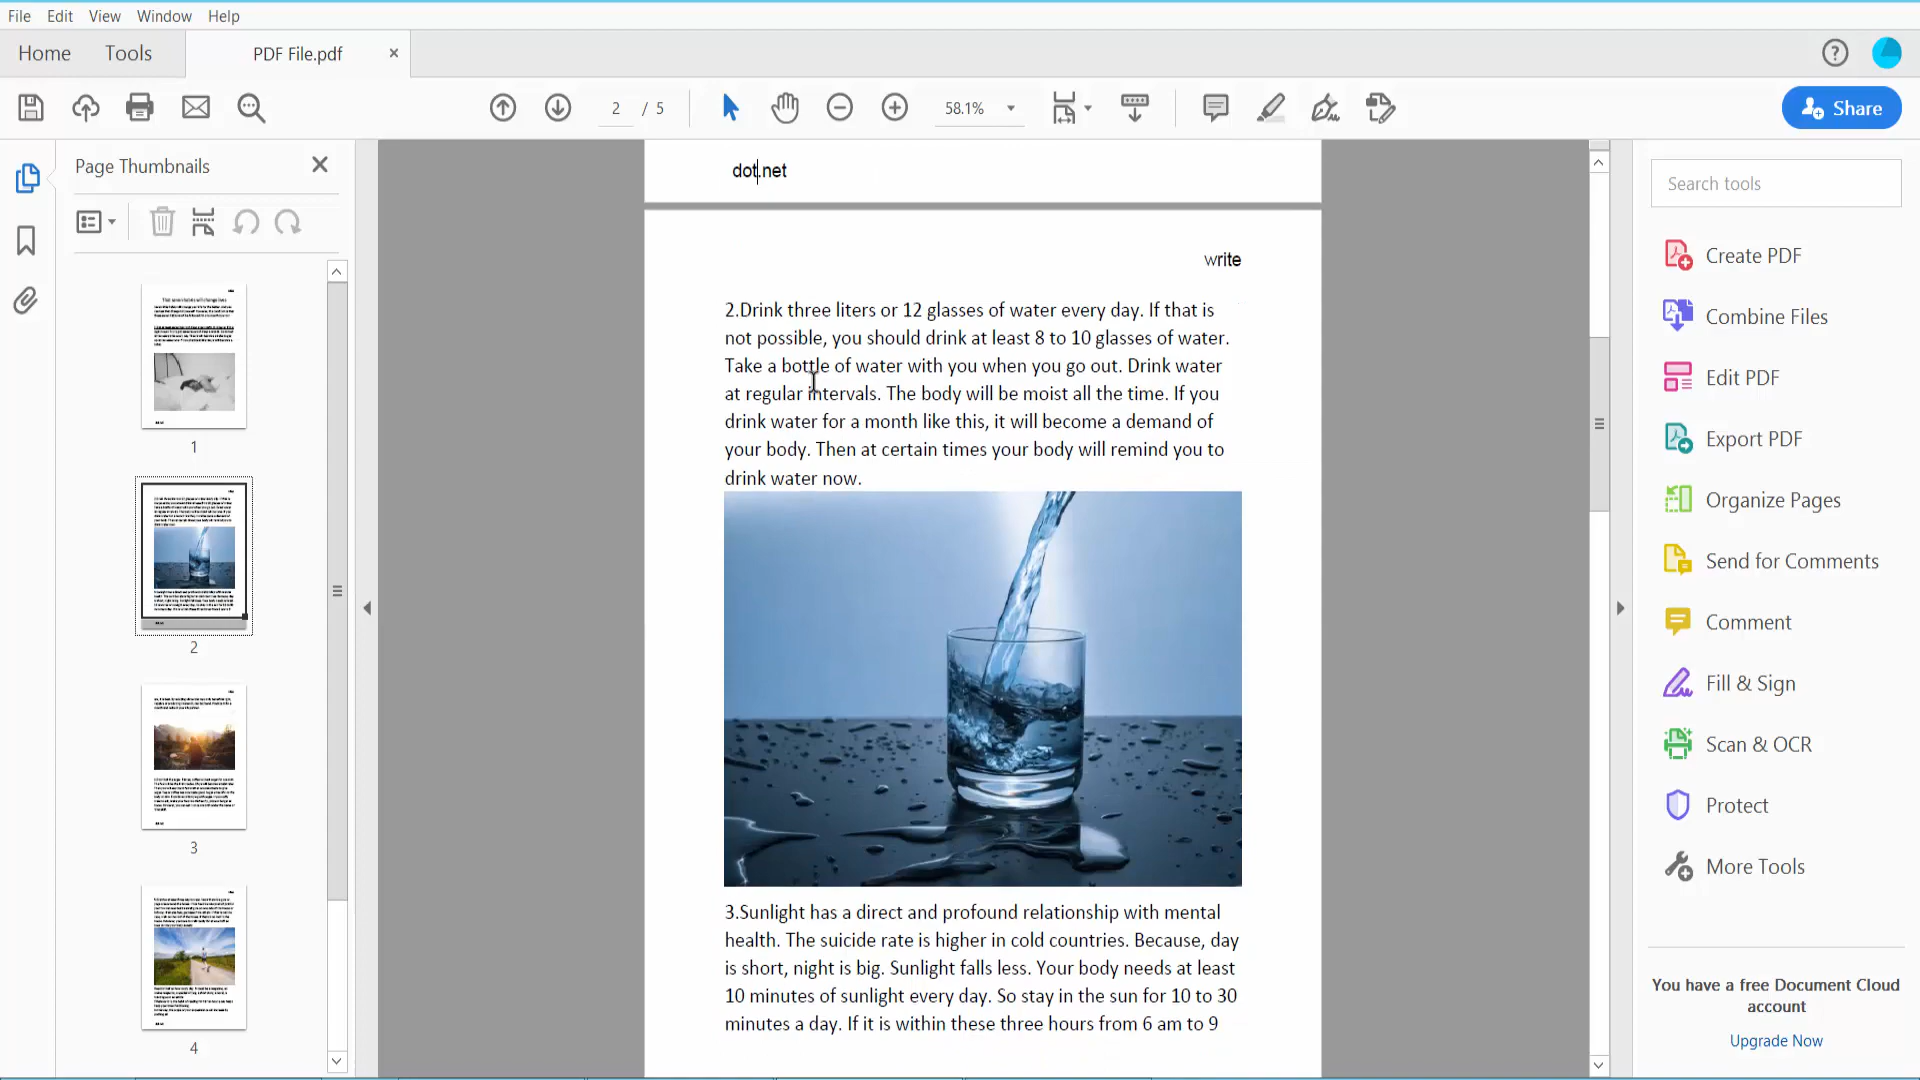 File Edit View Window Help
Home Tools PDF File.pdf
2 / 5 58.1% Share
Page Thumbnails
1
2
3
4
dot.net
write
2.Drink three liters or 12 glasses of water every day. If that is
not possible, you should drink at least 8 to 10 glasses of water.
Take a bottle of water with you when you go out. Drink water
at regular intervals. The body will be moist all the time. If you
drink water for a month like this, it will become a demand of
your body. Then at certain times your body will remind you to
drink water now.
3.Sunlight has a direct and profound relationship with mental
health. The suicide rate is higher in cold countries. Because, day
is short, night is big. Sunlight falls less. Your body needs at least
10 minutes of sunlight every day. So stay in the sun for 10 to 30
minutes a day. If it is within these three hours from 6 am to 9
Search tools
Create PDF
Combine Files
Edit PDF
Export PDF
Organize Pages
Send for Comments
Comment
Fill & Sign
Scan & OCR
Protect
More Tools
You have a free Document Cloud
account
Upgrade Now